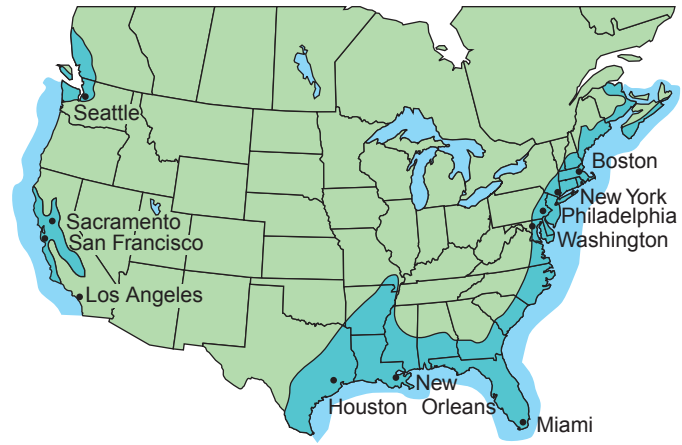 Seattle
Boston
New York
Philadelphia
Washington
Sacramento
San Francisco
Los Angeles
New
Houston Orleans
Miami